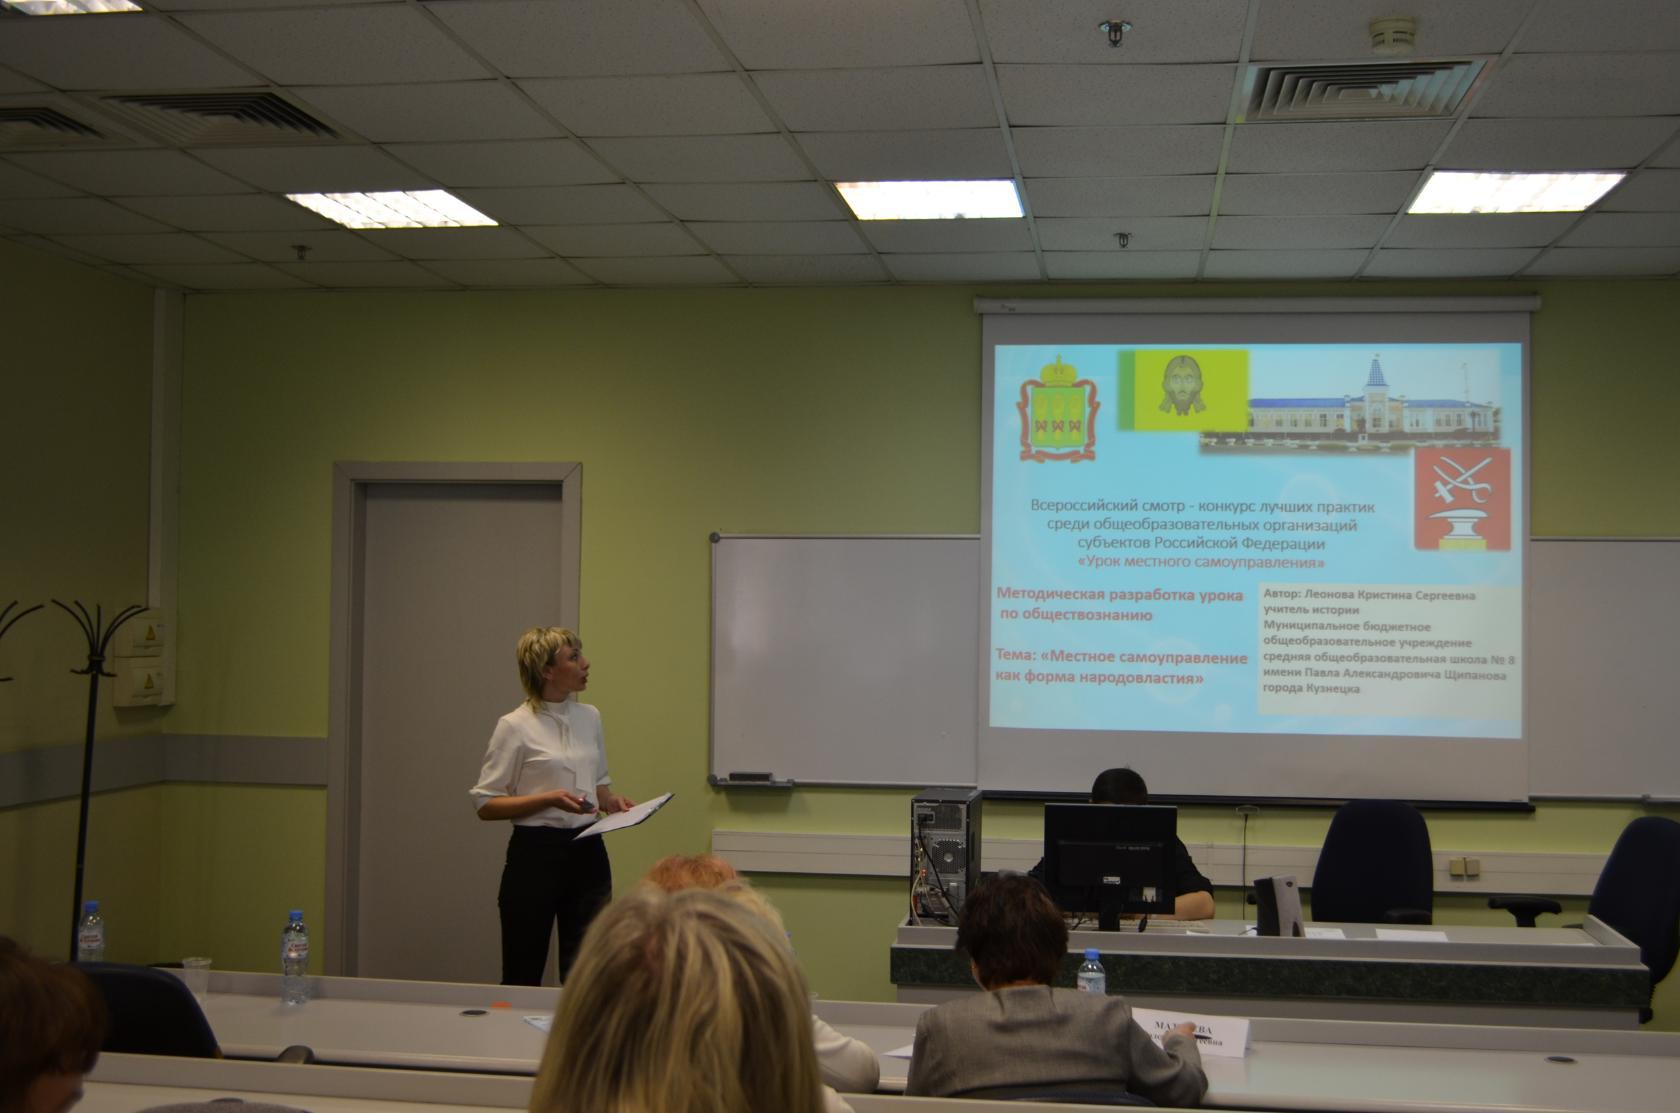 Всероссийский смотр - конкурс лучших практик
среди общеобразовательных организаций
субъектов Российской Федерации
«Урок местного самоуправления»
Методическая разработка урока
по обществознанию
Тема: «Местное самоуправление
как форма народовластия»
Автор: Леонова Кристина Сергеевна
учитель истории
Муниципальное бюджетное
общеобразовательное учреждение
средняя общеобразовательная школа № 8
имени Павла Александровича Щипанова
города Кузнецка